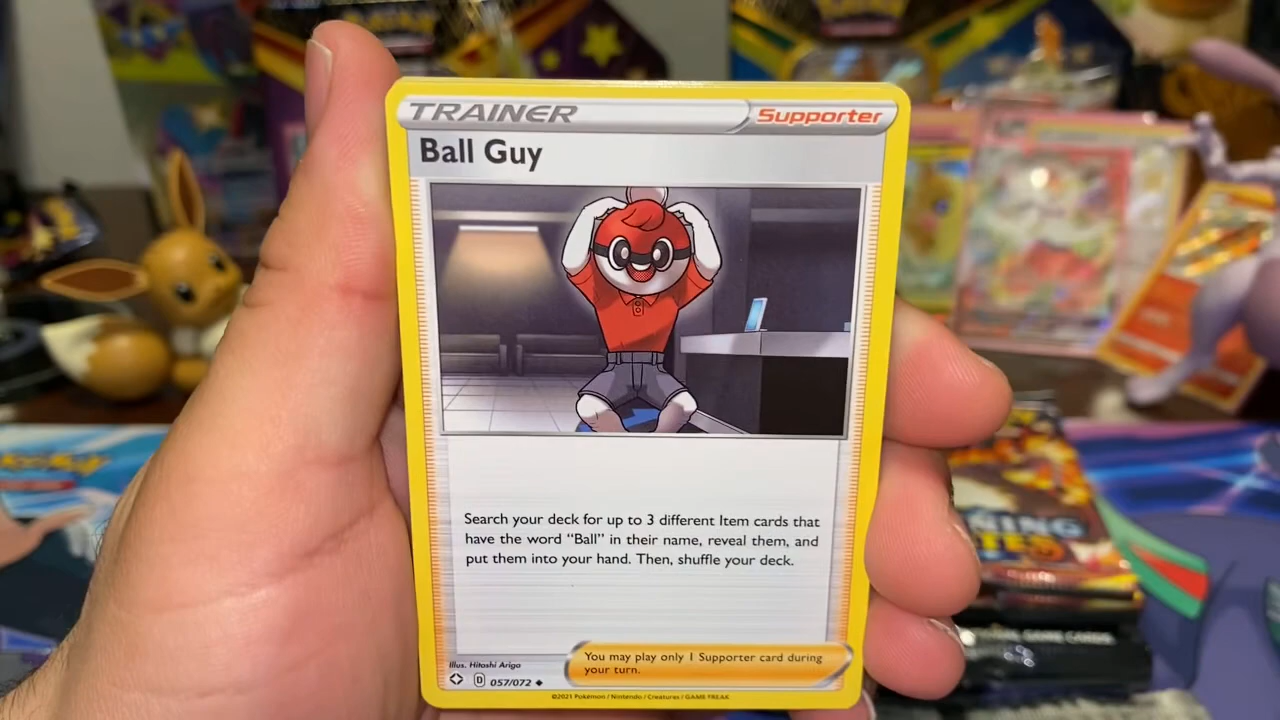 TRAINER
Supporter
Ball Guy
Search your deck for up to 3 different Item cards that
have the word “Ball” in their name, reveal them, and
put them into your hand. Then, shuffle your deck.
Illus. Hitoshi Ariga
You may play only 1 Supporter card during
your turn.
D 057/072
©2021 Pokémon / Nintendo / Creatures / GAME FREAK